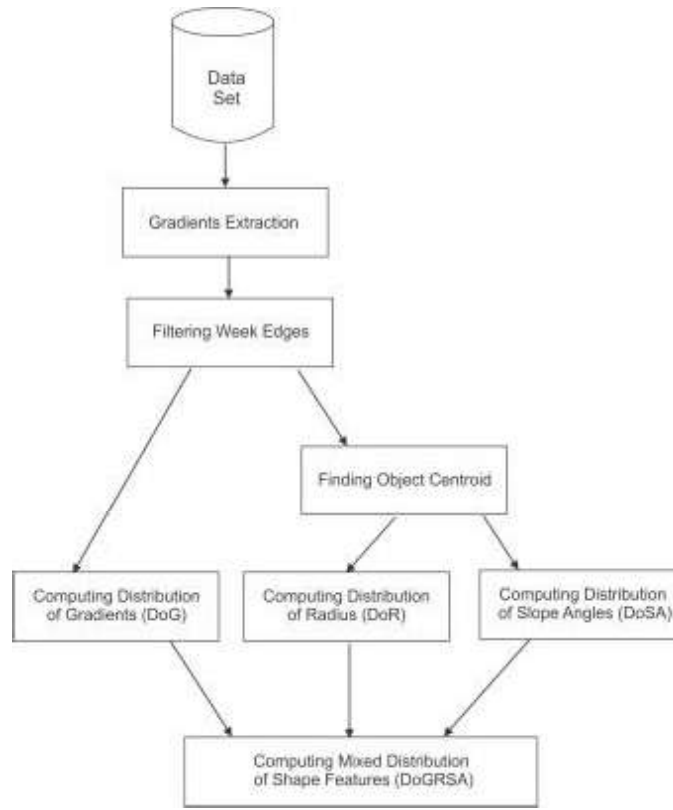 Data
Set
Gradients Extraction
Filtering Week Edges
Finding Object Centroid
Computing Distribution
of Gradients (DoG)
Computing Distribution
of Radius (DoR)
Computing Distribution
of Slope Angles (DoSA)
Computing Mixed Distribution
of Shape Features (DoGRSA)